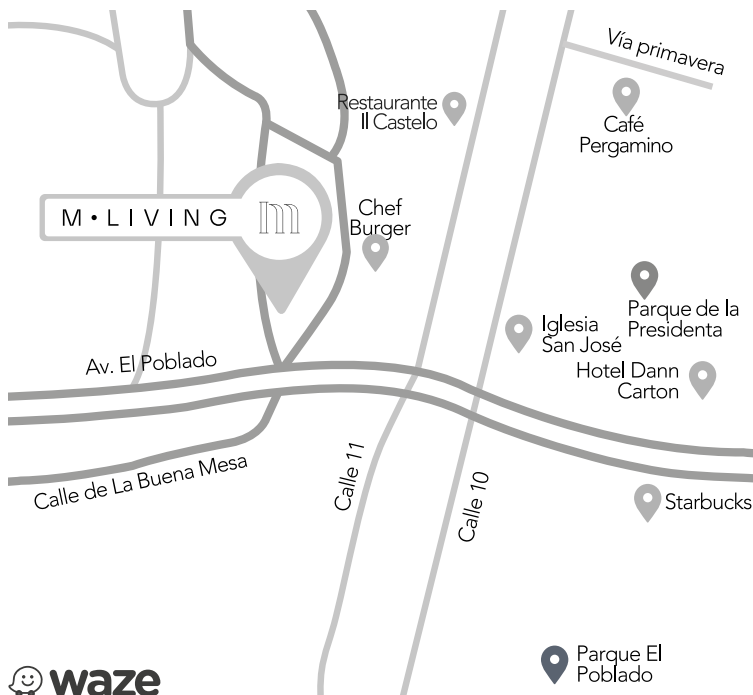 Vía primavera
Restaurante
Il Castelo
Café
Pergamino
M•LIVING
m
Chef
Burger
Parque de la
Presidenta
Iglesia
San José
Av. El Poblado
Hotel Dann
Carton
Calle de La Buena Mesa
Calle 11
Calle 10
Starbucks
Parque El
Poblado
waze